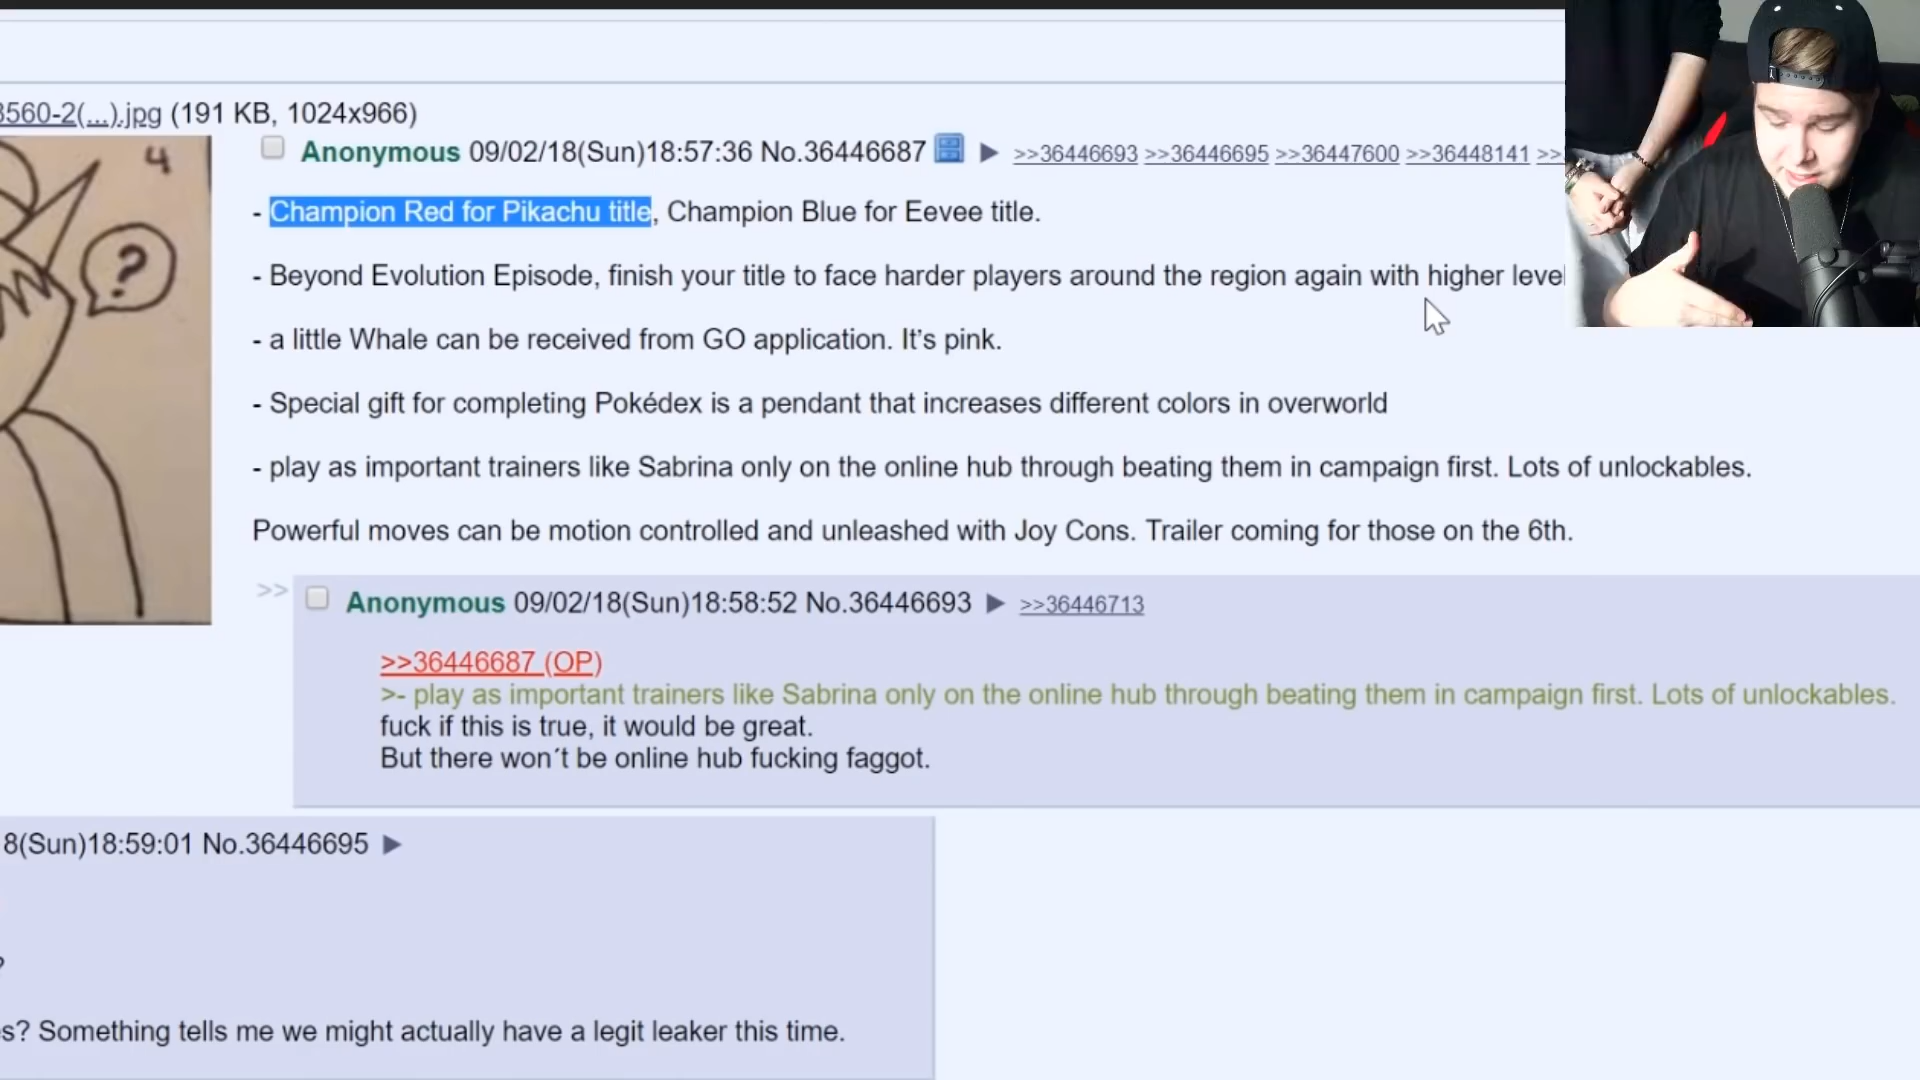 3560-2(...).jpg (191 KB, 1024x966)
4
?
Anonymous 09/02/18(Sun)18:57:36 No.36446687 ▶ >>36446693 >>36446695 >>36447600 >>36448141 >>
- Champion Red for Pikachu title, Champion Blue for Eevee title.
- Beyond Evolution Episode, finish your title to face harder players around the region again with higher level
- a little Whale can be received from GO application. It’s pink.
- Special gift for completing Pokédex is a pendant that increases different colors in overworld
- play as important trainers like Sabrina only on the online hub through beating them in campaign first. Lots of unlockables.
Powerful moves can be motion controlled and unleashed with Joy Cons. Trailer coming for those on the 6th.
>> Anonymous 09/02/18(Sun)18:58:52 No.36446693 ▶ >>36446713
>>36446687 (OP)
>- play as important trainers like Sabrina only on the online hub through beating them in campaign first. Lots of unlockables.
fuck if this is true, it would be great.
But there won´t be online hub fucking faggot.
8(Sun)18:59:01 No.36446695 ▶
?
s? Something tells me we might actually have a legit leaker this time.